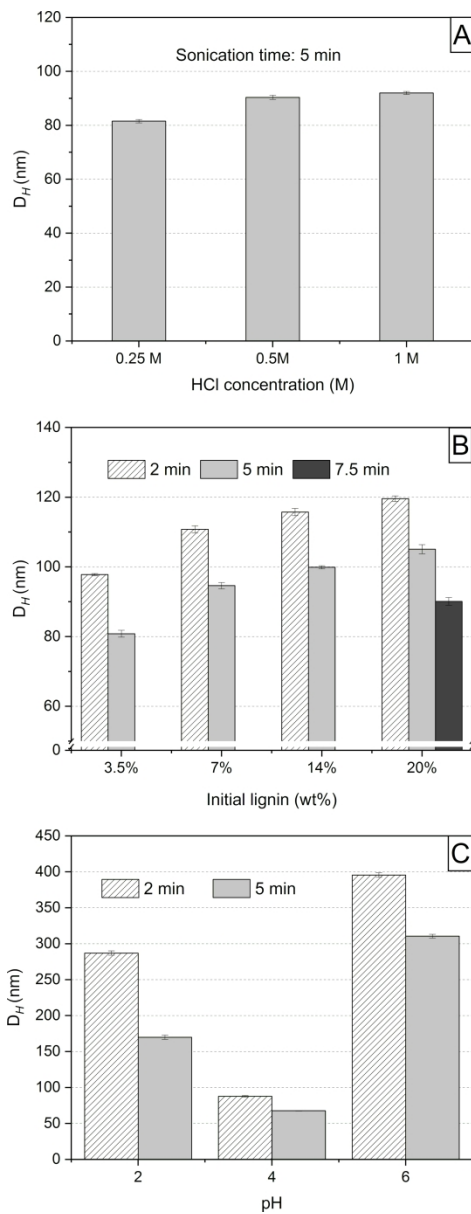 A
120
100
80
60
40
20
0
D_H (nm)
Sonication time: 5 min
0.25 M 0.5M 1 M
HCl concentration (M)
B
140
120
100
80
60
0
D_H (nm)
2 min 5 min 7.5 min
3.5% 7% 14% 20%
Initial lignin (wt%)
C
450
400
350
300
250
200
150
100
50
0
D_H (nm)
2 min 5 min
2 4 6
pH